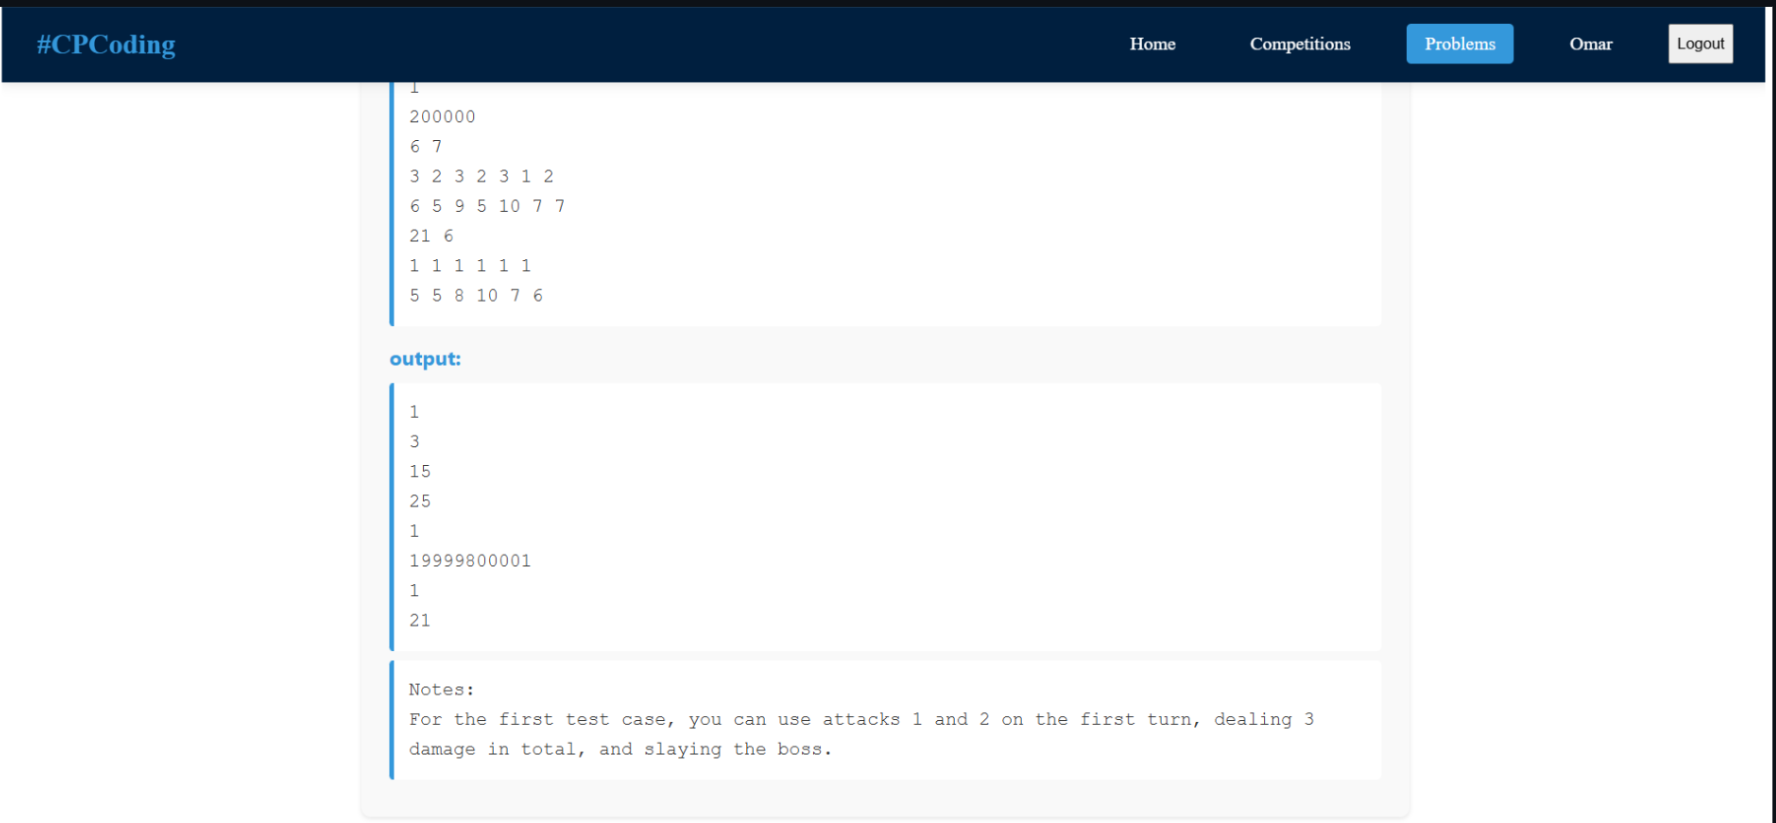 #CPCoding Home Competitions Problems Omar Logout
1
200000
6 7
3 2 3 2 3 1 2
6 5 9 5 10 7 7
21 6
1 1 1 1 1 1
5 5 8 10 7 6
output:
1
3
15
25
1
19999800001
1
21
Notes:
For the first test case, you can use attacks 1 and 2 on the first turn, dealing 3
damage in total, and slaying the boss.